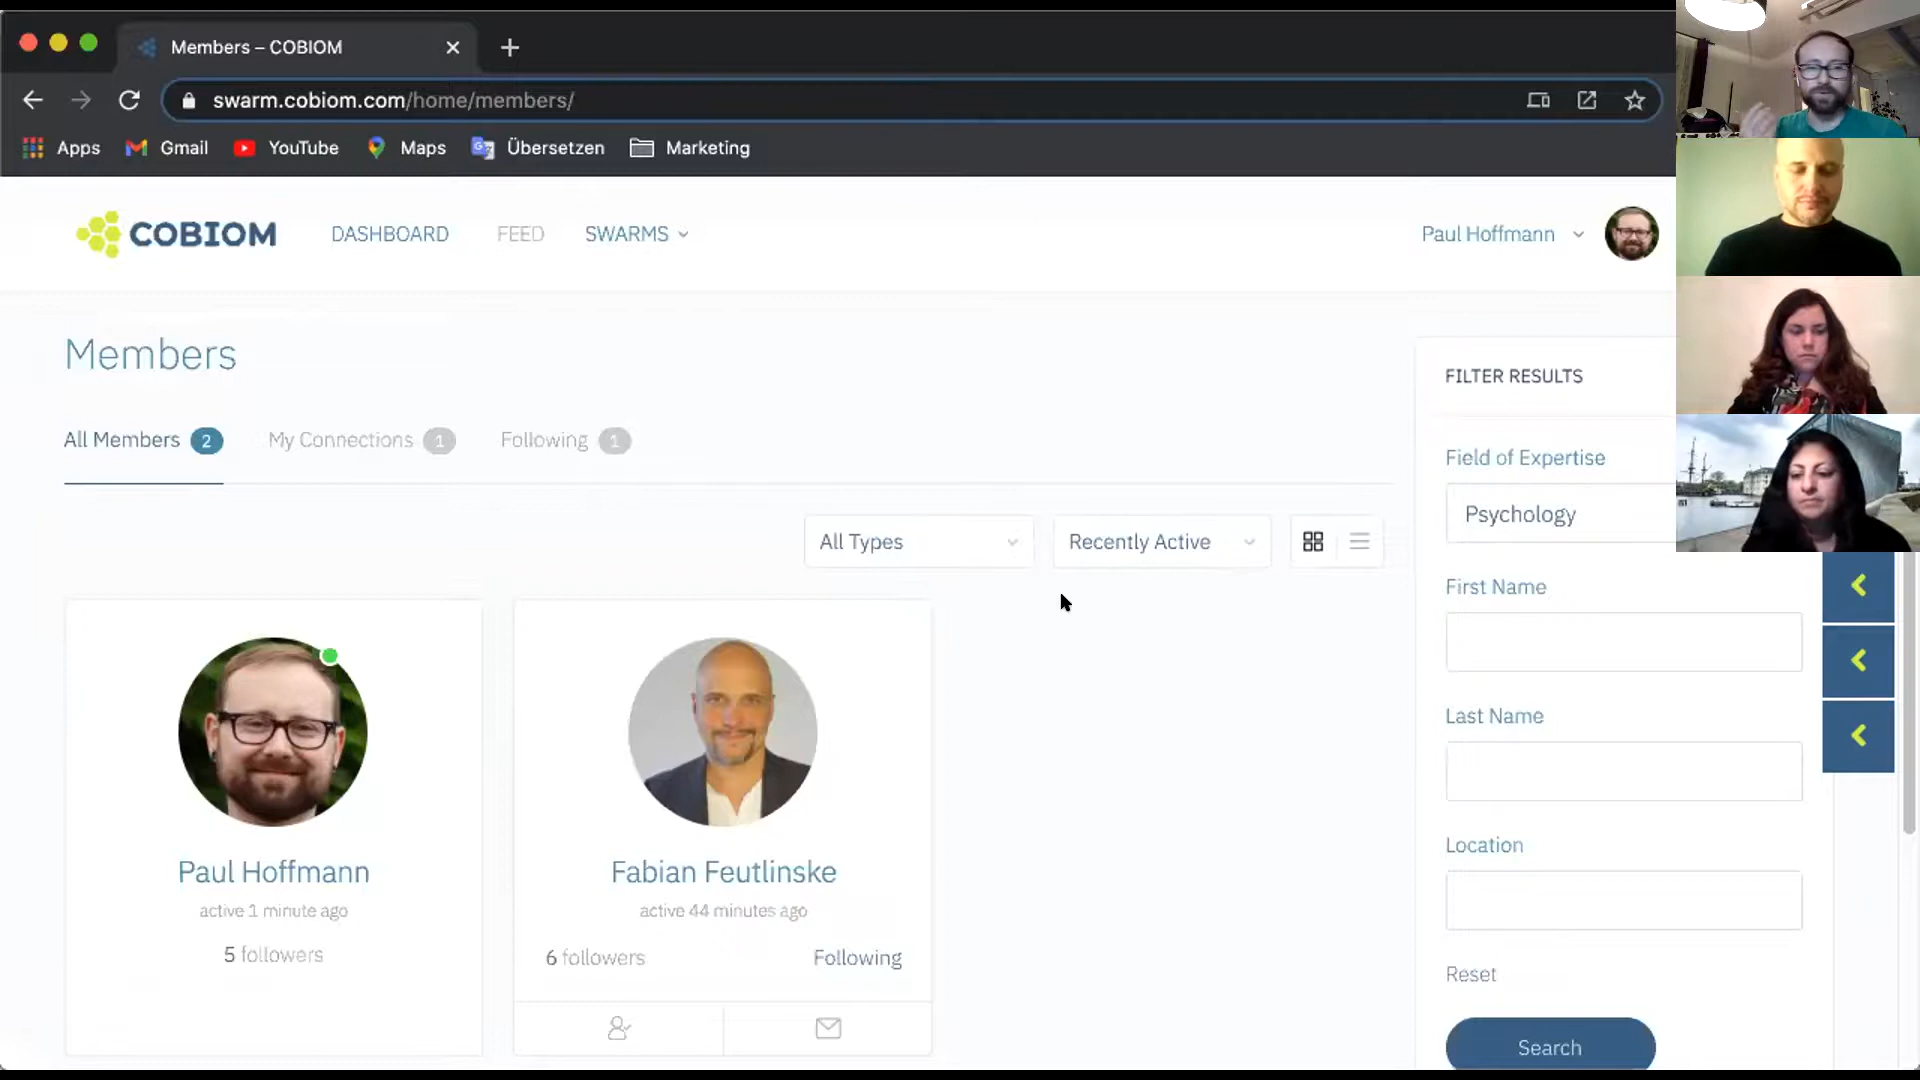 Members – COBIOM
swarm.cobiom.com/home/members/
Apps Gmail YouTube Maps Übersetzen Marketing
COBIOM DASHBOARD FEED SWARMS Paul Hoffmann
Members
All Members 2 My Connections 1 Following 1
All Types Recently Active
Paul Hoffmann
active 1 minute ago
5 followers
Fabian Feutlinske
active 44 minutes ago
6 followers Following
FILTER RESULTS
Field of Expertise
Psychology
First Name
Last Name
Location
Reset
Search